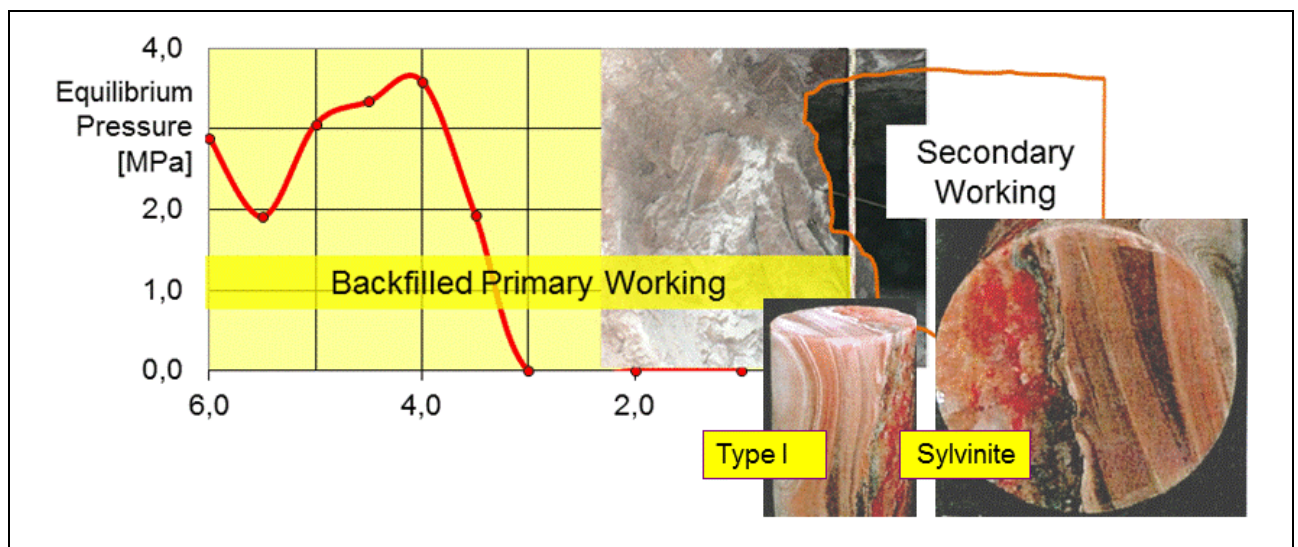 4,0
Equilibrium
Pressure
[MPa]
2,0
1,0
0,0
6,0
4,0
2,0
Backfilled Primary Working
Secondary
Working
Type I
Sylvinite